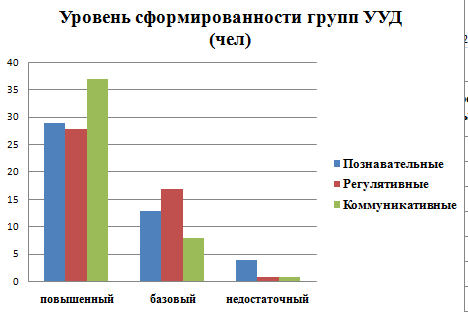 Уровень сформированности групп УУД
(чел)
40
35
30
25
20
15
10
5
0
повышенный
базовый
недостаточный
Познавательные
Регулятивные
Коммуникативные
2